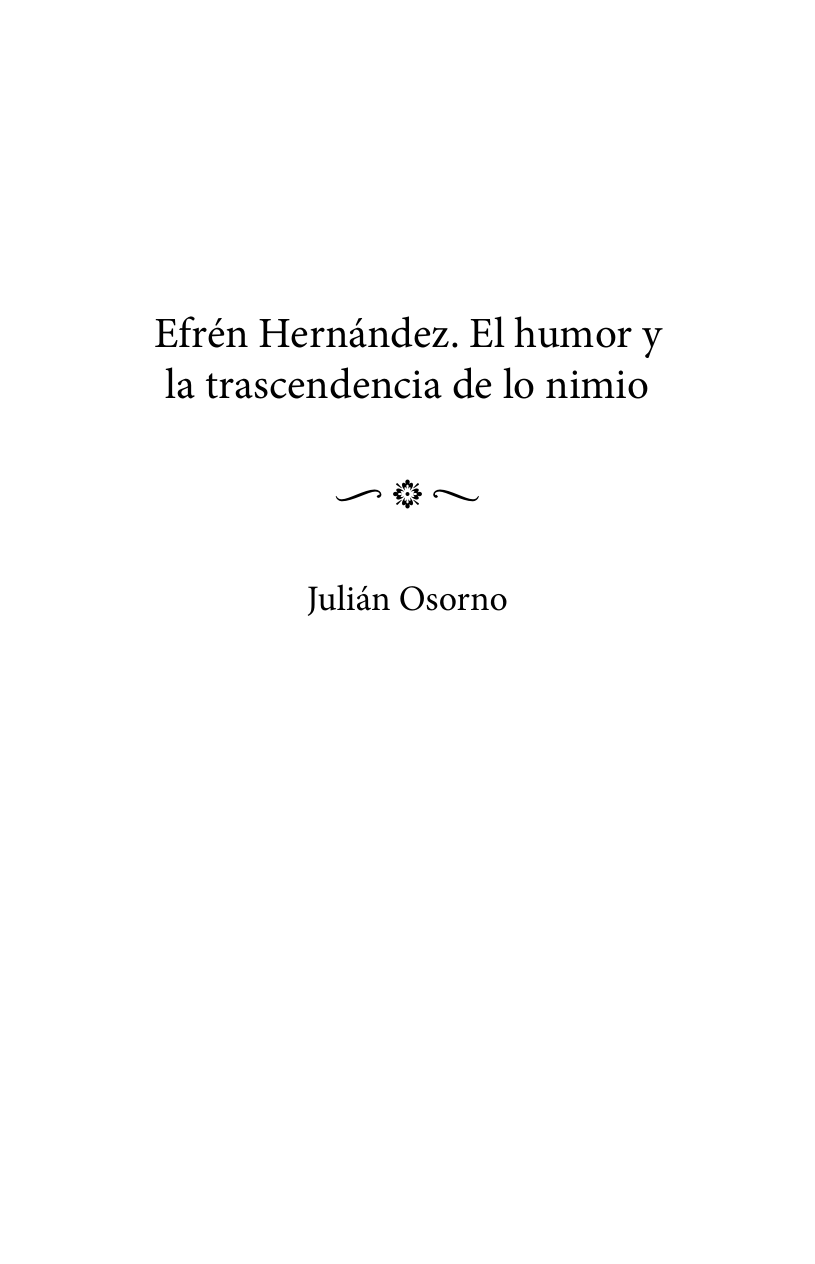 Efrén Hernández. El humor y
la trascendencia de lo nimio
Julián Osorno